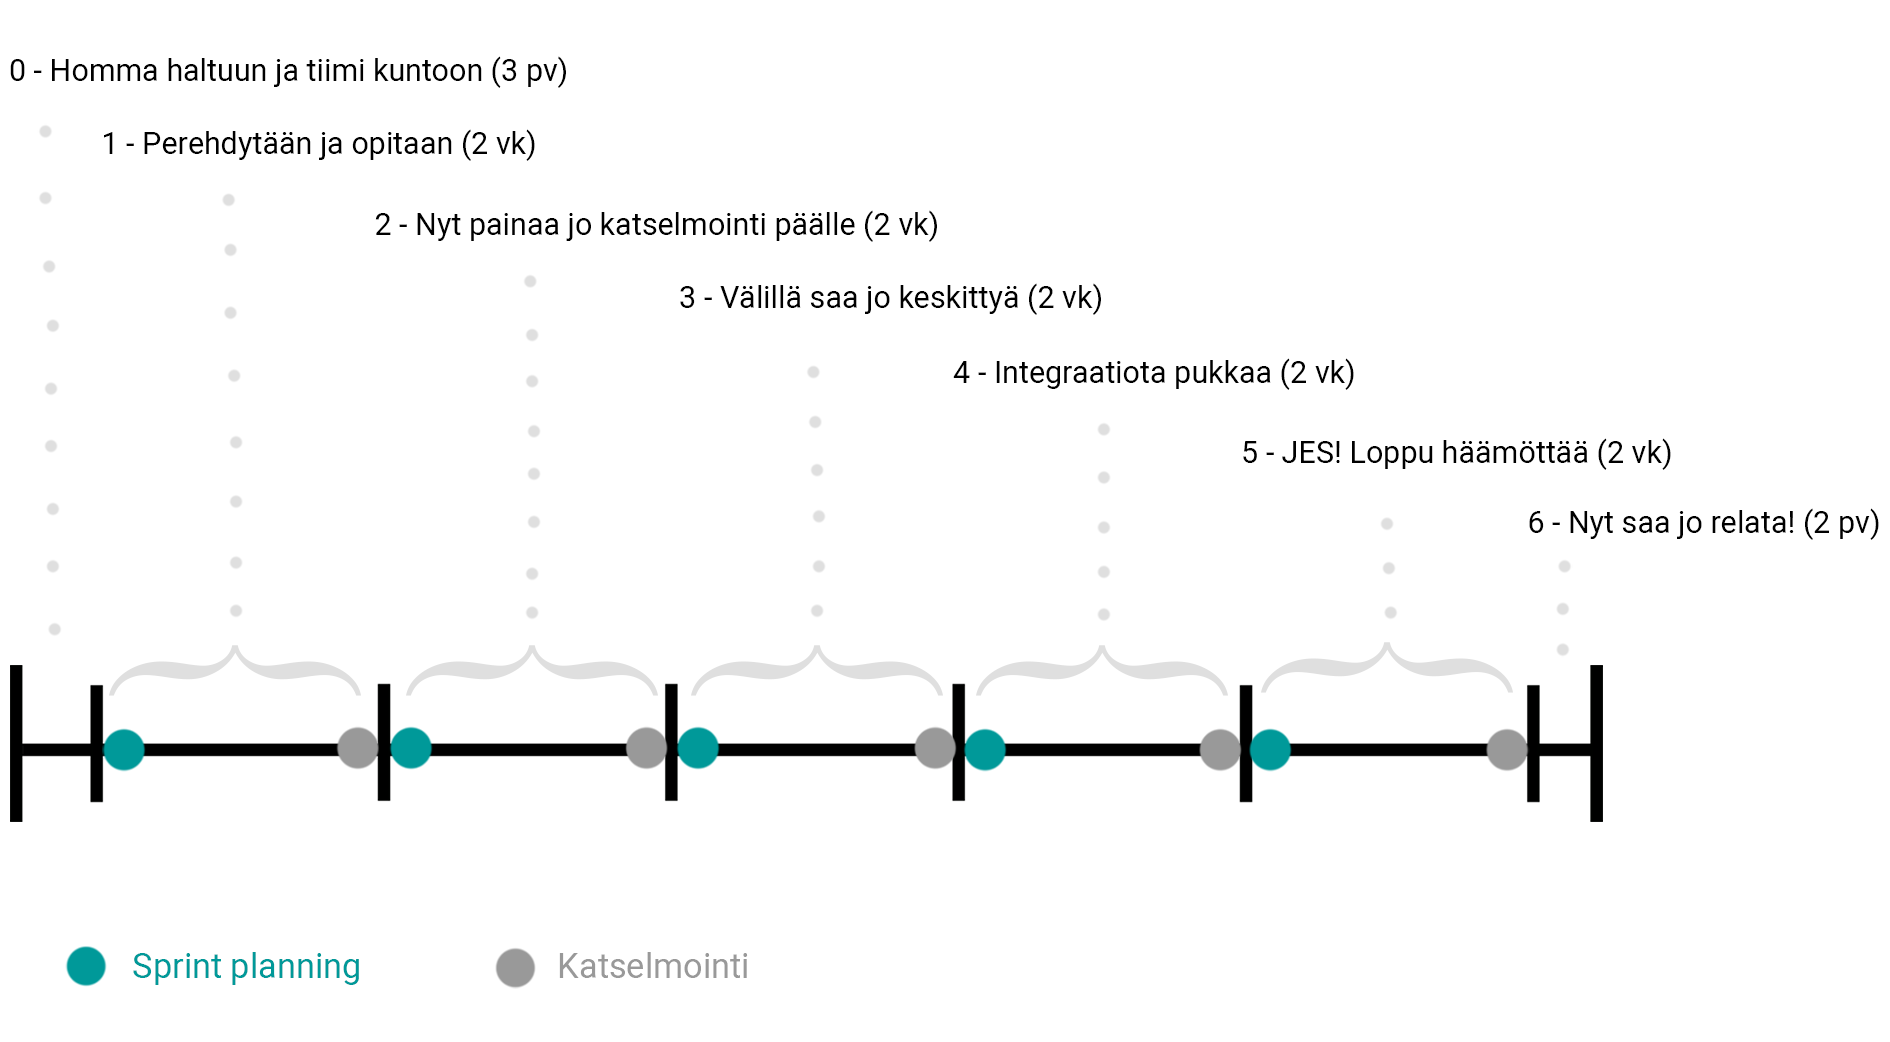 0 - Homma haltuun ja tiimi kuntoon (3 pv)
1 - Perehdytään ja opitaan (2 vk)
2 - Nyt painaa jo katselmointi päälle (2 vk)
3 - Välillä saa jo keskittyä (2 vk)
4 - Integraatiota pukkaa (2 vk)
5 - JES! Loppu häämöttää (2 vk)
6 - Nyt saa jo relata! (2 pv)
Sprint planning
Katselmointi